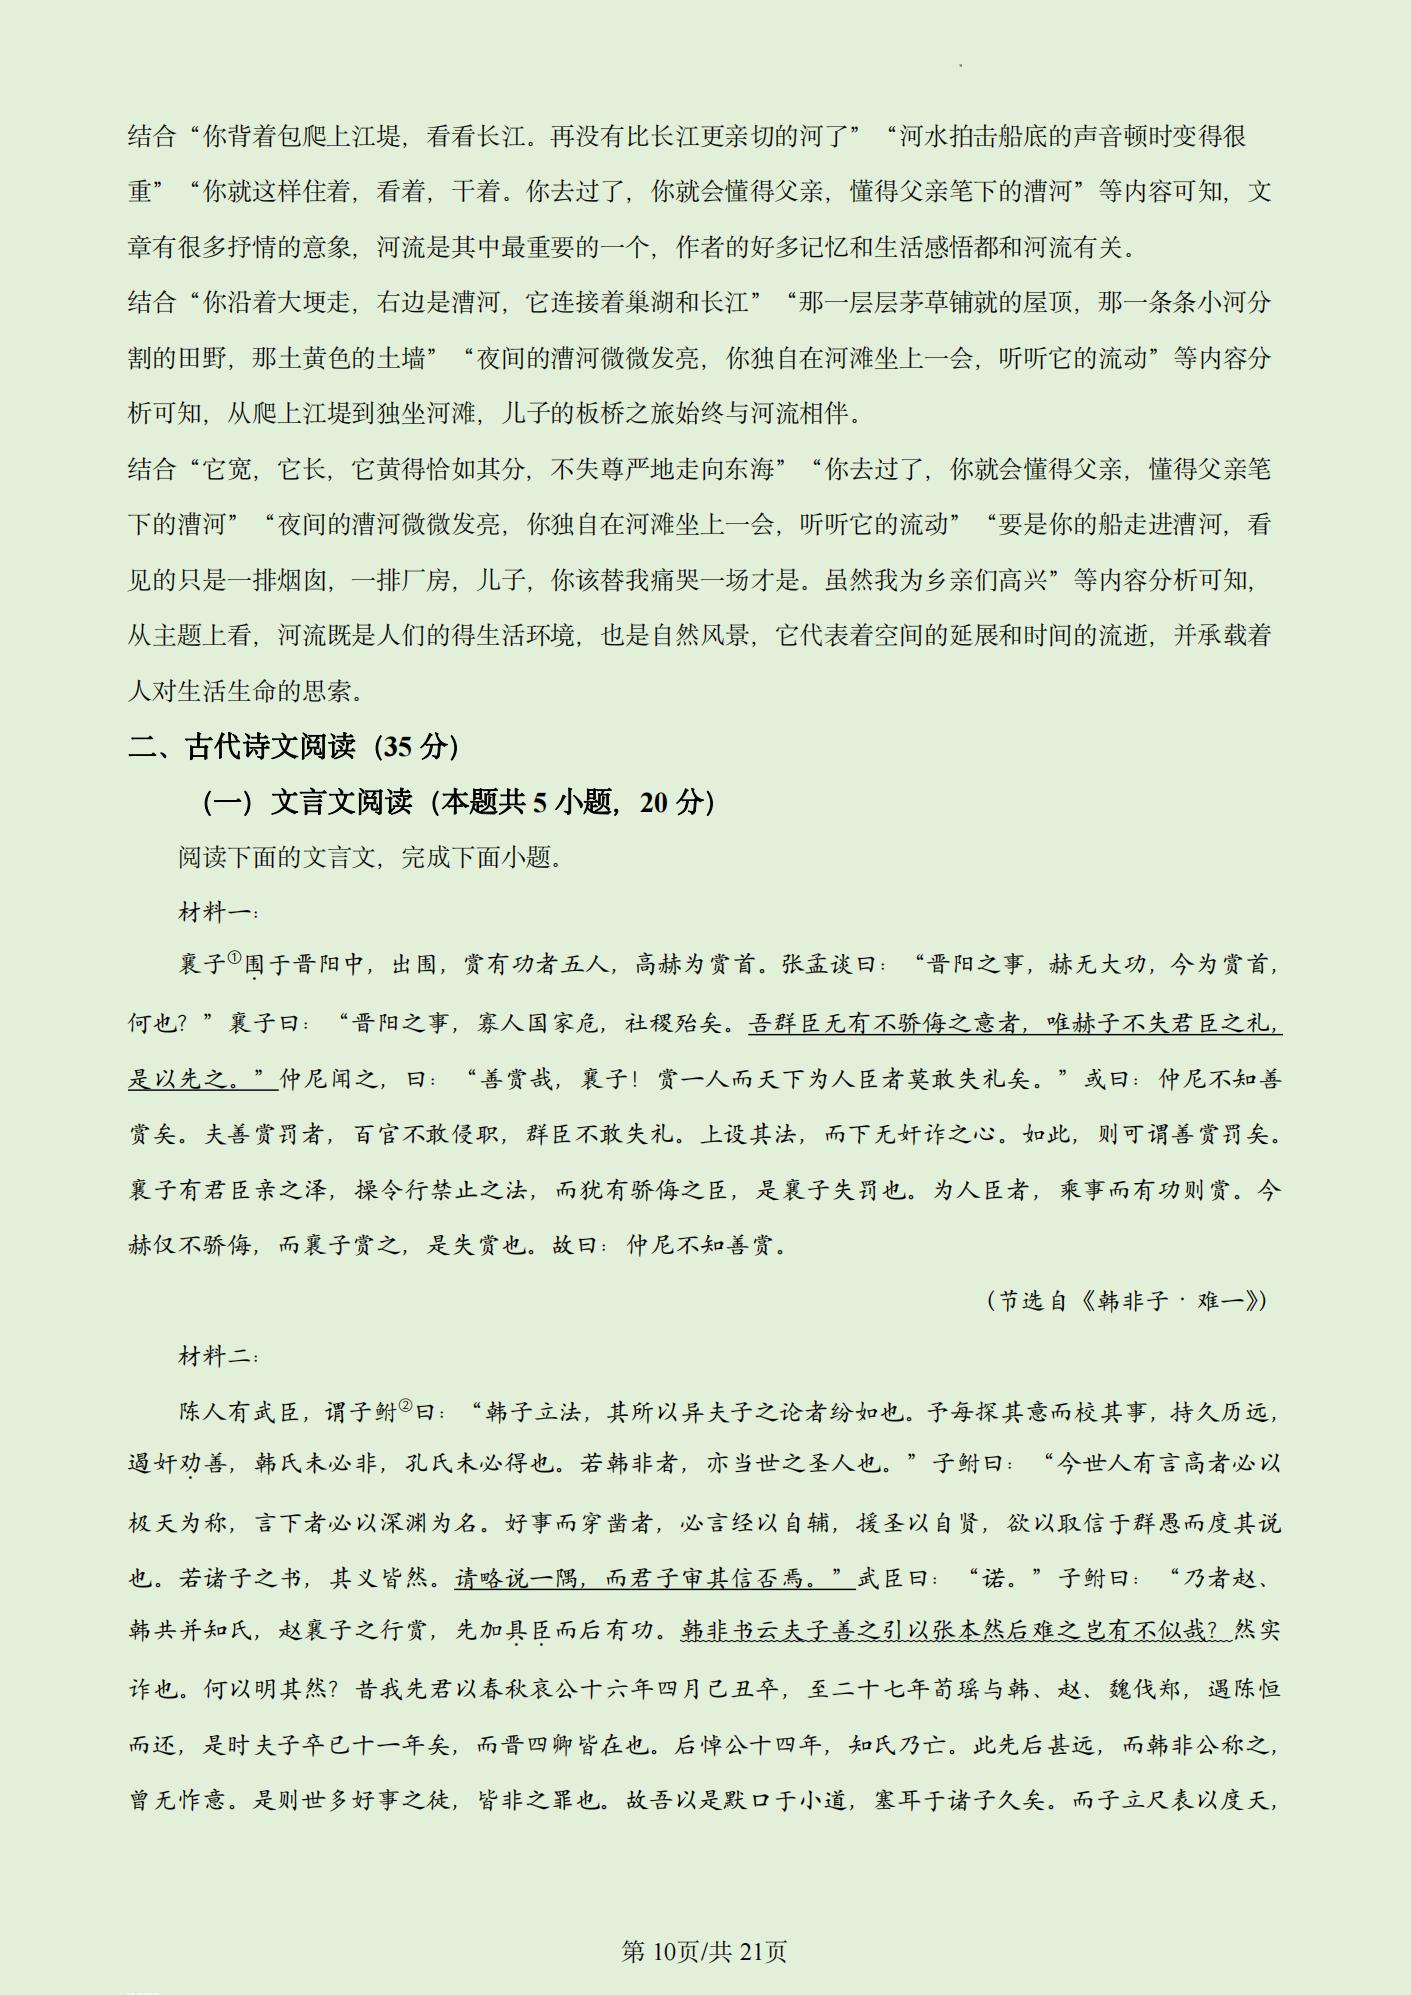 结合“你背着包爬上江堤，看看长江。再没有比长江更亲切的河了”“河水拍击船底的声音顿时变得很
重”“你就这样住着，看着，干着。你去过了，你就会懂得父亲，懂得父亲笔下的漕河”等内容可知，文
章有很多抒情的意象，河流是其中最重要的一个，作者的好多记忆和生活感悟都和河流有关。
结合“你沿着大埂走，右边是漕河，它连接着巢湖和长江”“那一层层茅草铺就的屋顶，那一条条小河分
割的田野，那土黄色的土墙”“夜间的漕河微微发亮，你独自在河滩坐上一会，听听它的流动”等内容分
析可知，从爬上江堤到独坐河滩，儿子的板桥之旅始终与河流相伴。
结合“它宽，它长，它黄得恰如其分，不失尊严地走向东海”“你去过了，你就会懂得父亲，懂得父亲笔
下的漕河”“夜间的漕河微微发亮，你独自在河滩坐上一会，听听它的流动”“要是你的船走进漕河，看
见的只是一排烟囱，一排厂房，儿子，你该替我痛哭一场才是。虽然我为乡亲们高兴”等内容分析可知，
从主题上看，河流既是人们的得生活环境，也是自然风景，它代表着空间的延展和时间的流逝，并承载着
人对生活生命的思索。
二、古代诗文阅读（35 分）
（一）文言文阅读（本题共 5 小题，20 分）
阅读下面的文言文，完成下面小题。
材料一：
襄子①围于晋阳中，出围，赏有功者五人，高赫为赏首。张孟谈曰：“晋阳之事，赫无大功，今为赏首，
何也？”襄子曰：“晋阳之事，寡人国家危，社稷殆矣。吾群臣无有不骄侮之意者，唯赫子不失君臣之礼，
是以先之。”仲尼闻之，曰：“善赏哉，襄子！赏一人而天下为人臣者莫敢失礼矣。”或曰：仲尼不知善
赏矣。夫善赏罚者，百官不敢侵职，群臣不敢失礼。上设其法，而下无奸诈之心。如此，则可谓善赏罚矣。
襄子有君臣亲之泽，操令行禁止之法，而犹有骄侮之臣，是襄子失罚也。为人臣者，乘事而有功则赏。今
赫仅不骄侮，而襄子赏之，是失赏也。故曰：仲尼不知善赏。
（节选自《韩非子·难一》）
材料二：
陈人有武臣，谓子鲋②曰：“韩子立法，其所以异夫子之论者纷如也。予每探其意而校其事，持久历远，
遏奸劝善，韩氏未必非，孔氏未必得也。若韩非者，亦当世之圣人也。”子鲋曰：“今世人有言高者必以
极天为称，言下者必以深渊为名。好事而穿凿者，必言经以自辅，援圣以自贤，欲以取信于群愚而度其说
也。若诸子之书，其义皆然。请略说一隅，而君子审其信否焉。”武臣曰：“诺。”子鲋曰：“乃者赵、
韩共并知氏，赵襄子之行赏，先加具臣而后有功。韩非书云夫子善之引以张本然后难之岂有不似哉？然实
诈也。何以明其然？昔我先君以春秋哀公十六年四月己丑卒，至二十七年荀瑶与韩、赵、魏伐郑，遇陈恒
而还，是时夫子卒已十一年矣，而晋四卿皆在也。后悼公十四年，知氏乃亡。此先后甚远，而韩非公称之，
曾无怍意。是则世多好事之徒，皆非之罪也。故吾以是默口于小道，塞耳于诸子久矣。而子立尺表以度天，
第 10页/共 21页